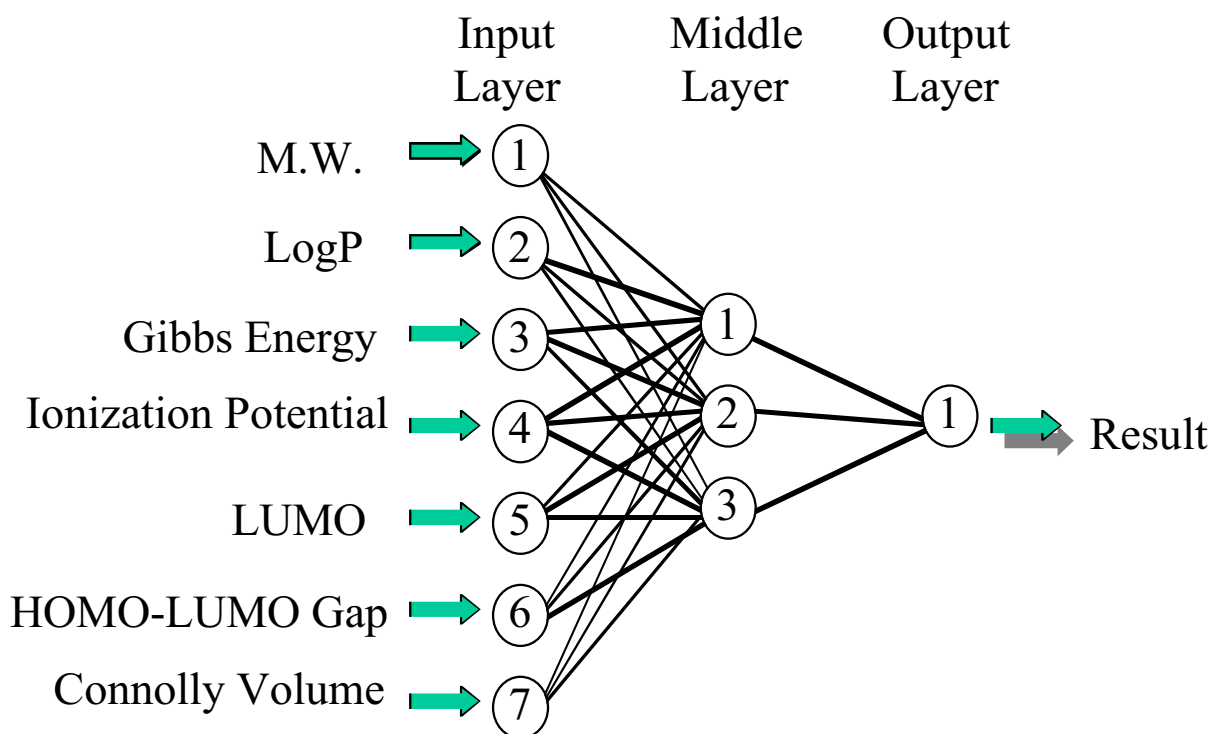 Input Layer
Middle Layer
Output Layer
M.W.
1
LogP
2
Gibbs Energy
3
1
Ionization Potential
4
2
1
Result
LUMO
5
3
HOMO-LUMO Gap
6
Connolly Volume
7